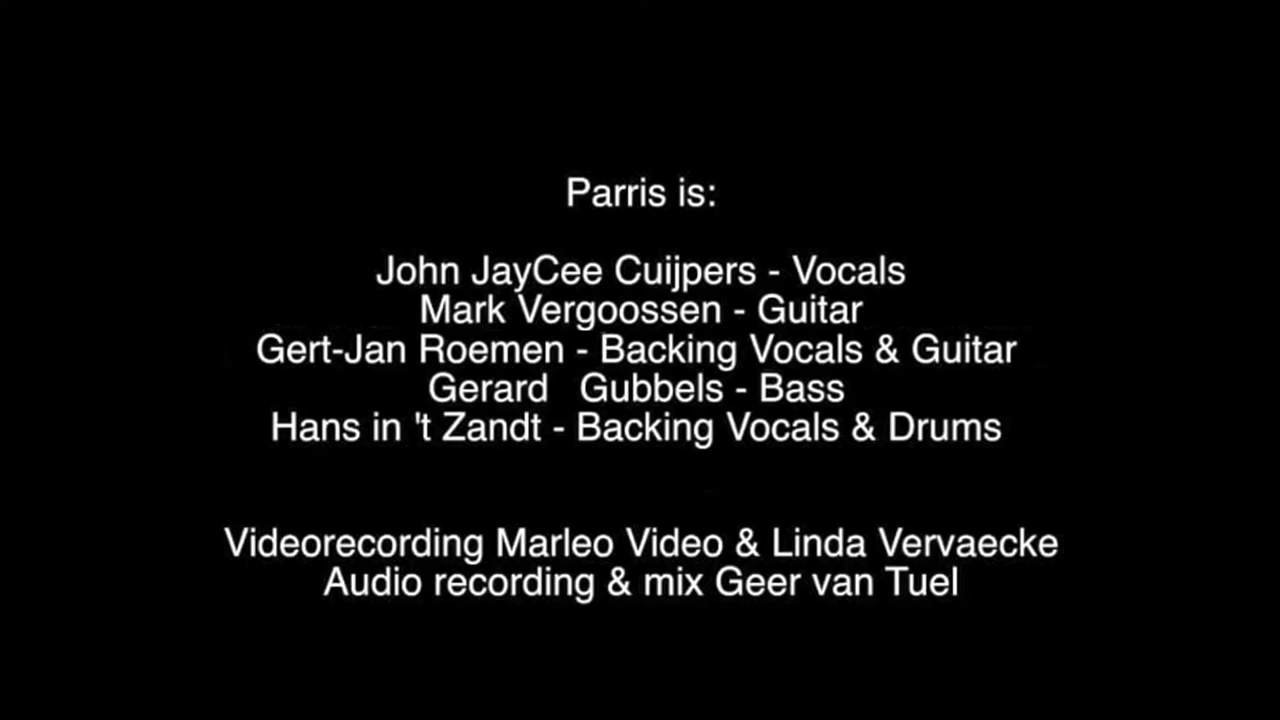 Parris is:
John JayCee Cuijpers - Vocals
Mark Vergoossen - Guitar
Gert-Jan Roemen - Backing Vocals & Guitar
Gerard   Gubbels - Bass
Hans in 't Zandt - Backing Vocals & Drums
Videorecording Marleo Video & Linda Vervaecke
Audio recording & mix Geer van Tuel